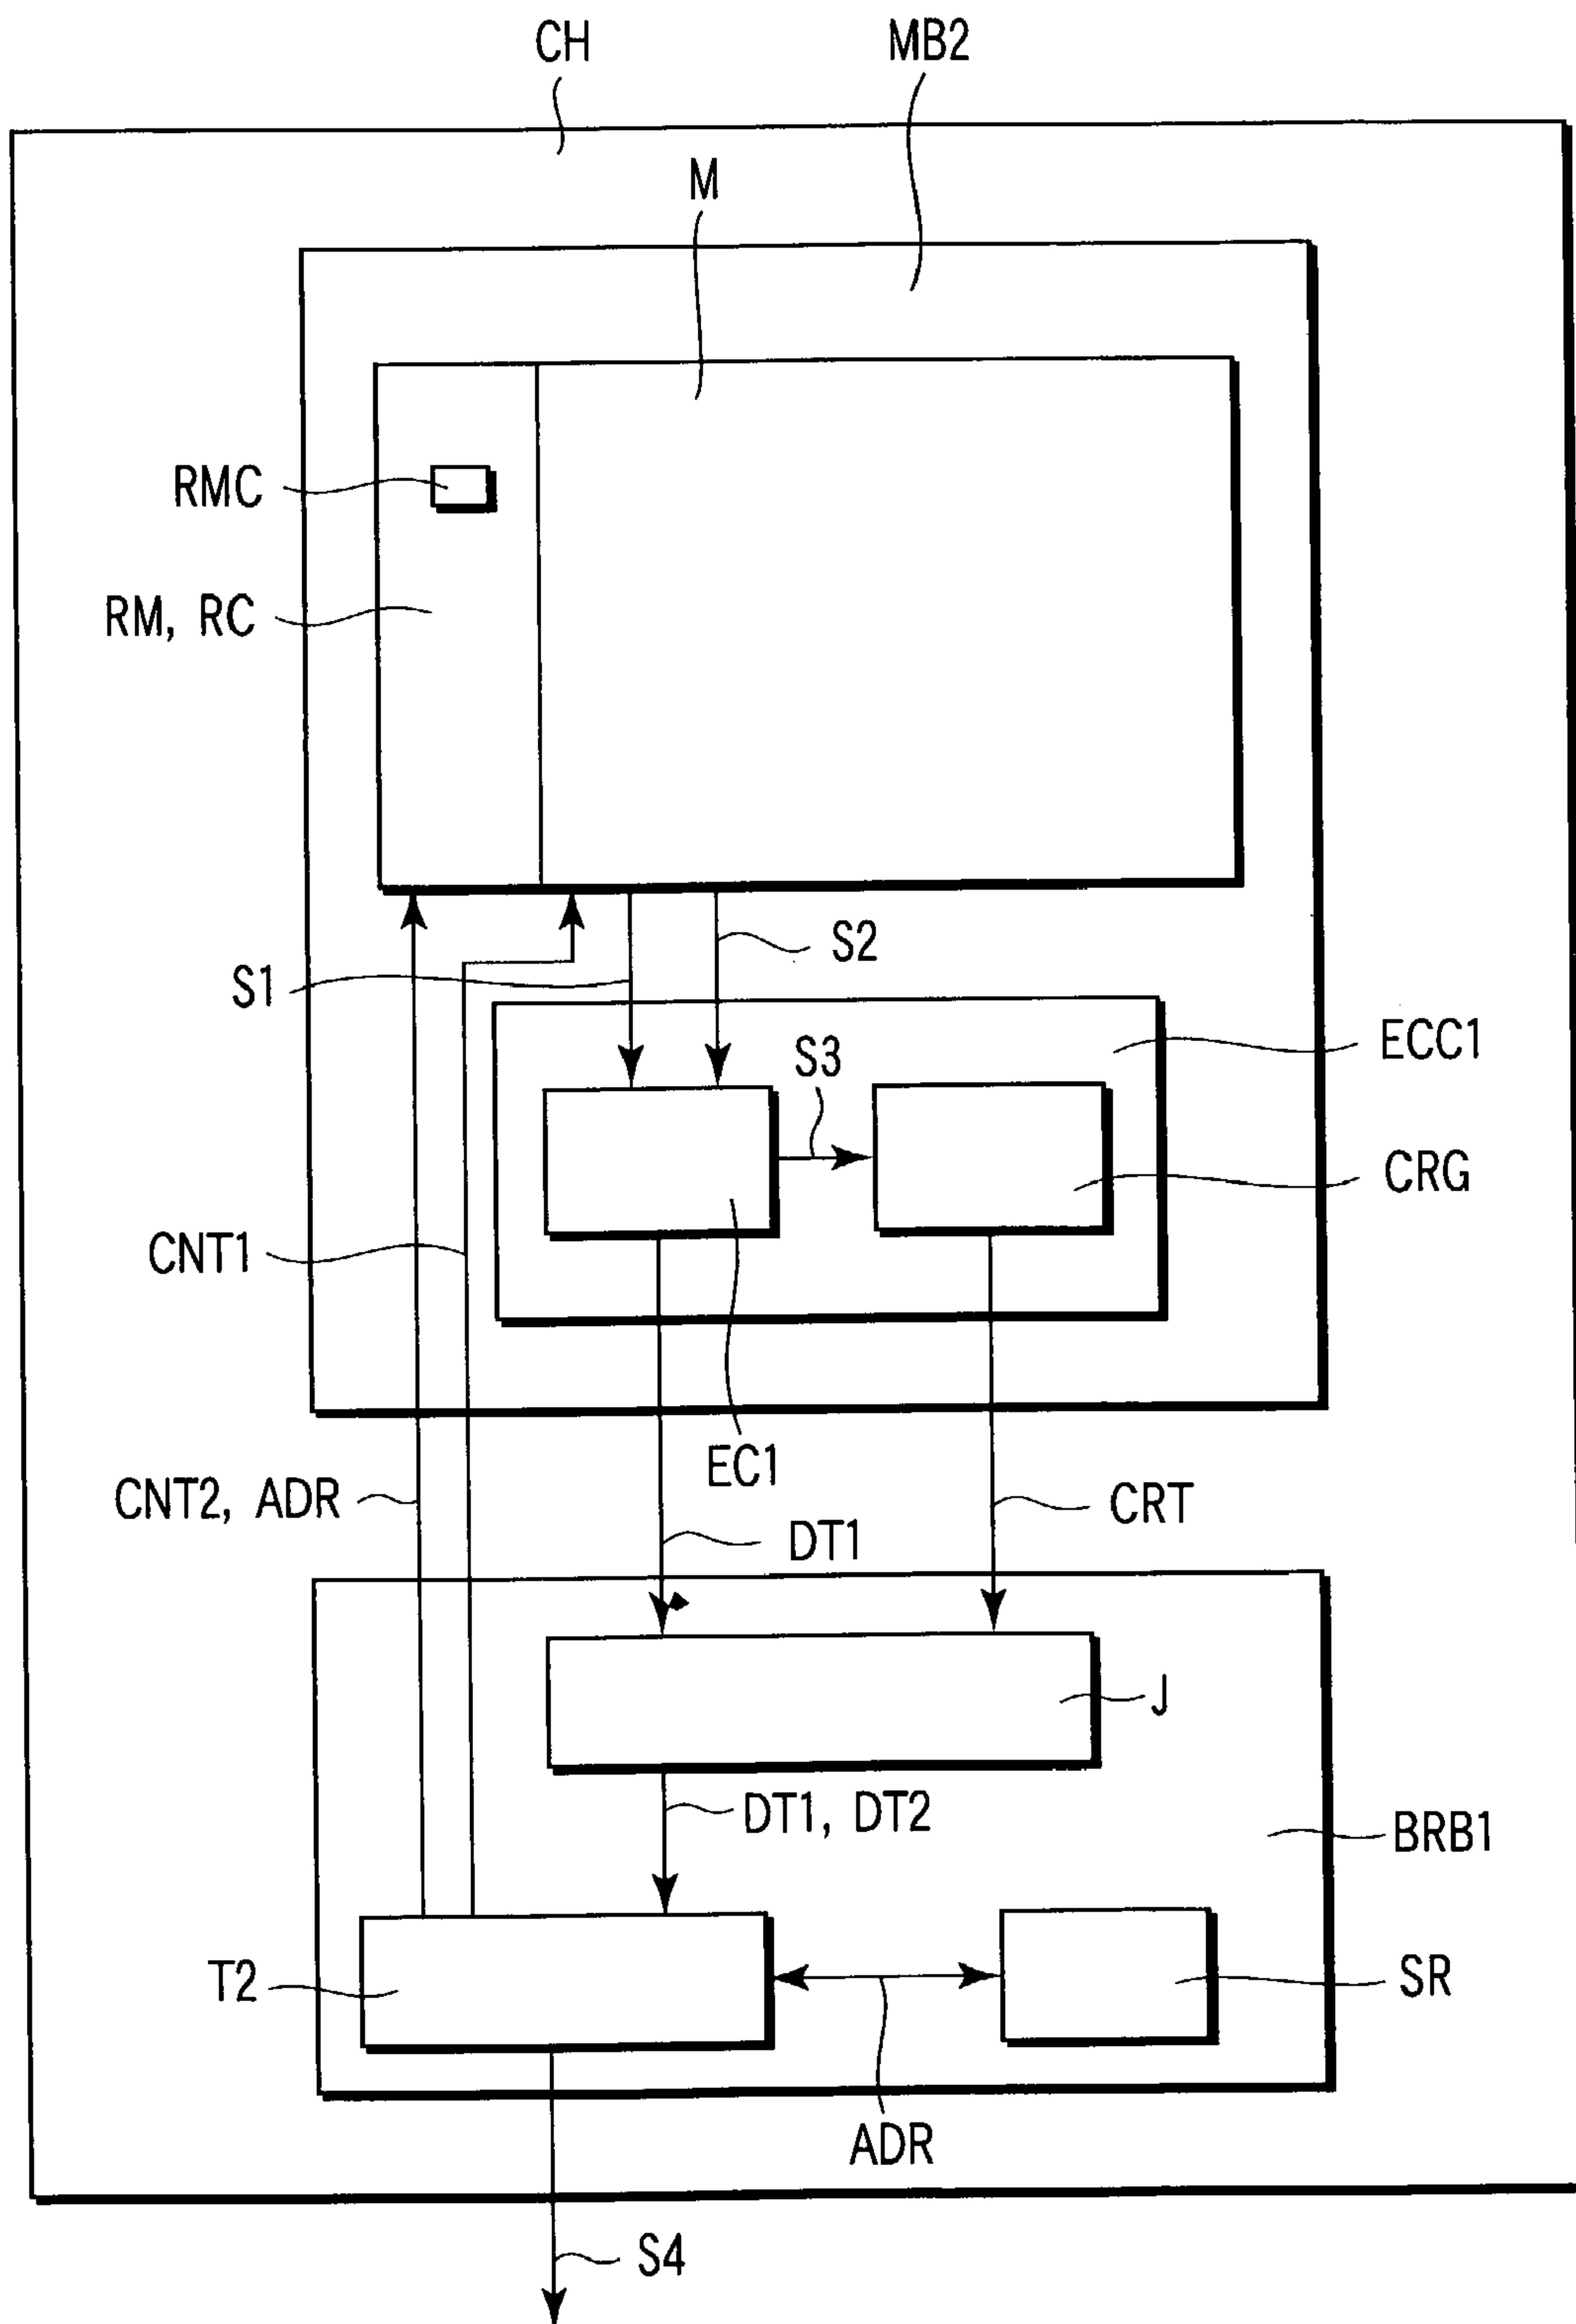 CH
MB2
M
RMC
RM, RC
S2
S1
ECC1
S3
CRG
CNT1
EC1
CNT2, ADR
CRT
DT1
J
DT1, DT2
BRB1
T2
SR
ADR
S4